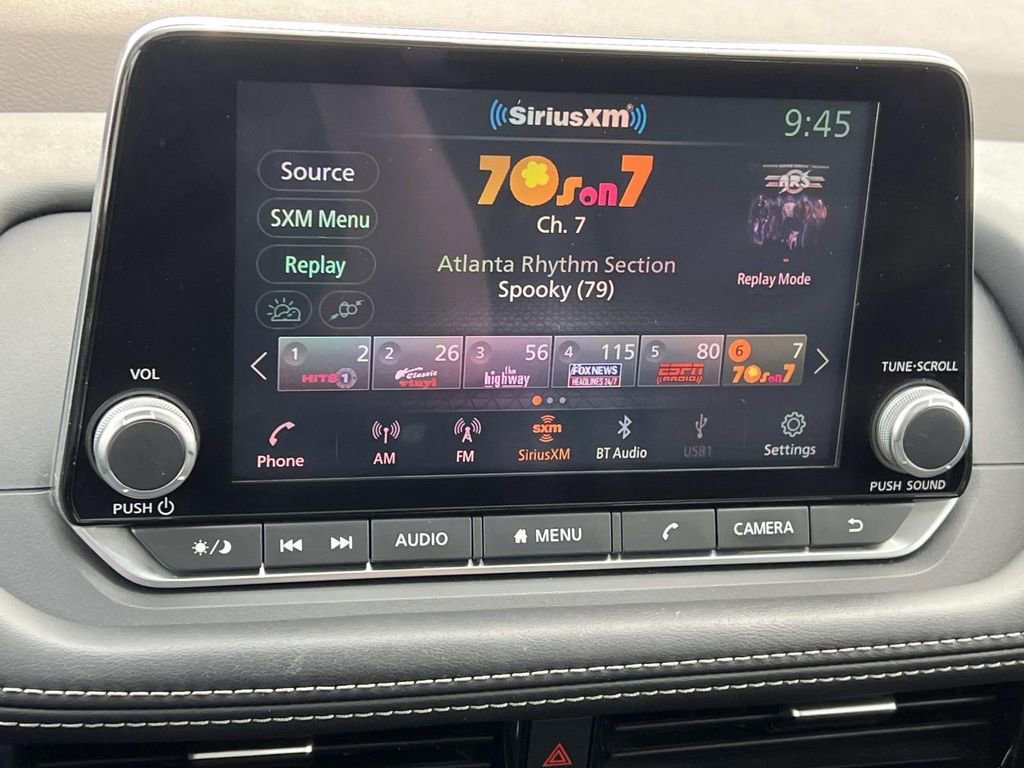 ((SiriusXM))
9:45
Source
SXM Menu
Replay
70s on 7
Ch. 7
Atlanta Rhythm Section
Spooky (79)
ARS
Replay Mode
1 2 HITS 1
2 26 Classic vinyl
3 56 the highway
4 115 FOX NEWS HEADLINES 24/7
5 80 ESPN RADIO
6 7 70s on 7
Phone
AM
FM
sxm
SiriusXM
BT Audio
USB1
Settings
VOL
PUSH
TUNE·SCROLL
PUSH SOUND
AUDIO
MENU
CAMERA